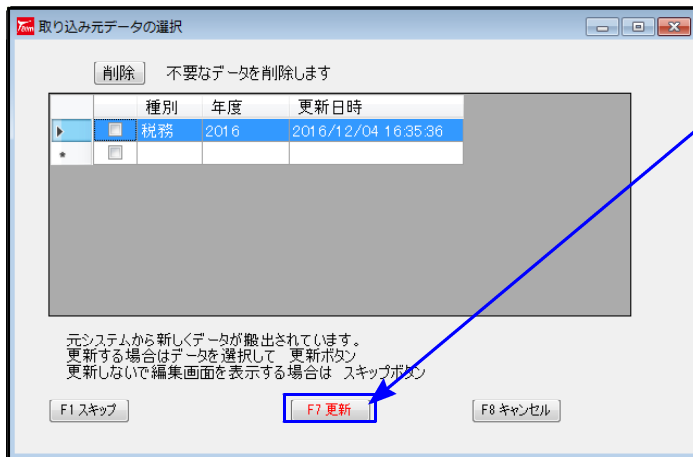 Team 取り込み元データの選択
削除 不要なデータを削除します
種別 年度 更新日時
税務 2016 2016/12/04 16:35:36
元システムから新しくデータが搬出されています。
更新する場合はデータを選択して 更新ボタン
更新しないで編集画面を表示する場合は スキップボタン
F1 スキップ F7 更新 F8 キャンセル